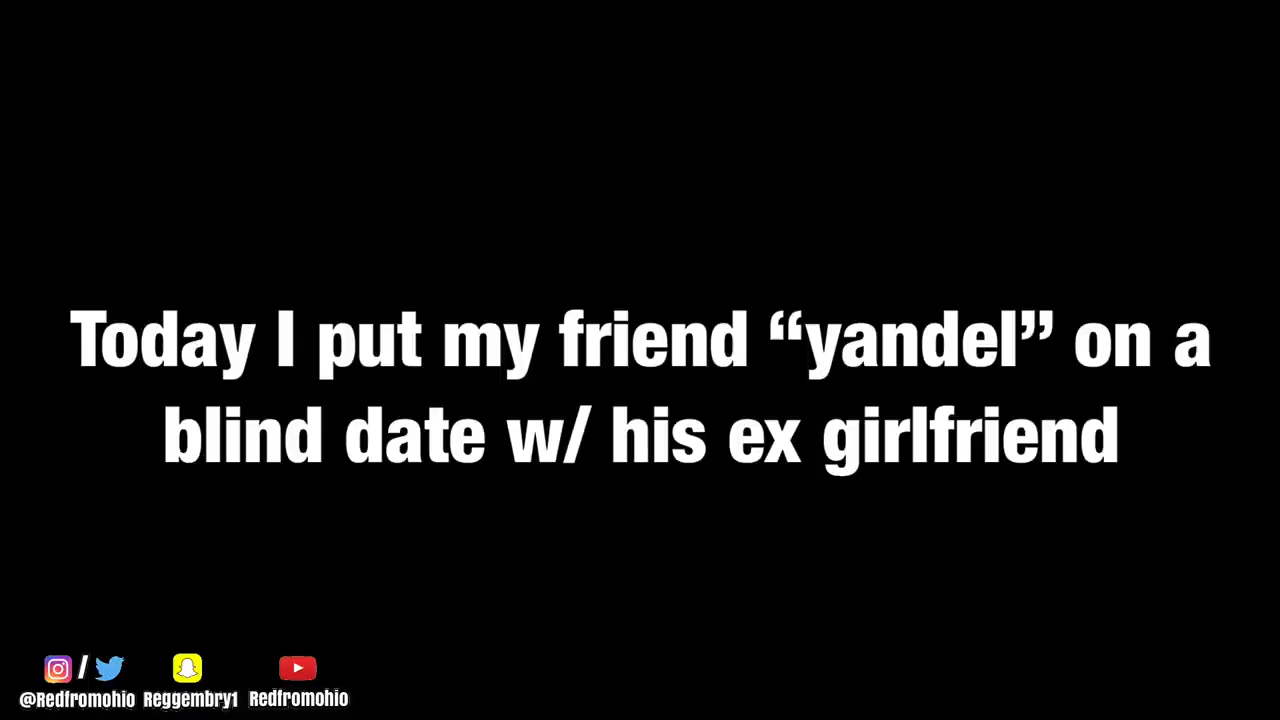 Today I put my friend “yandel” on a
blind date w/ his ex girlfriend
/
@Redfromohio Reggembry1 Redfromohio